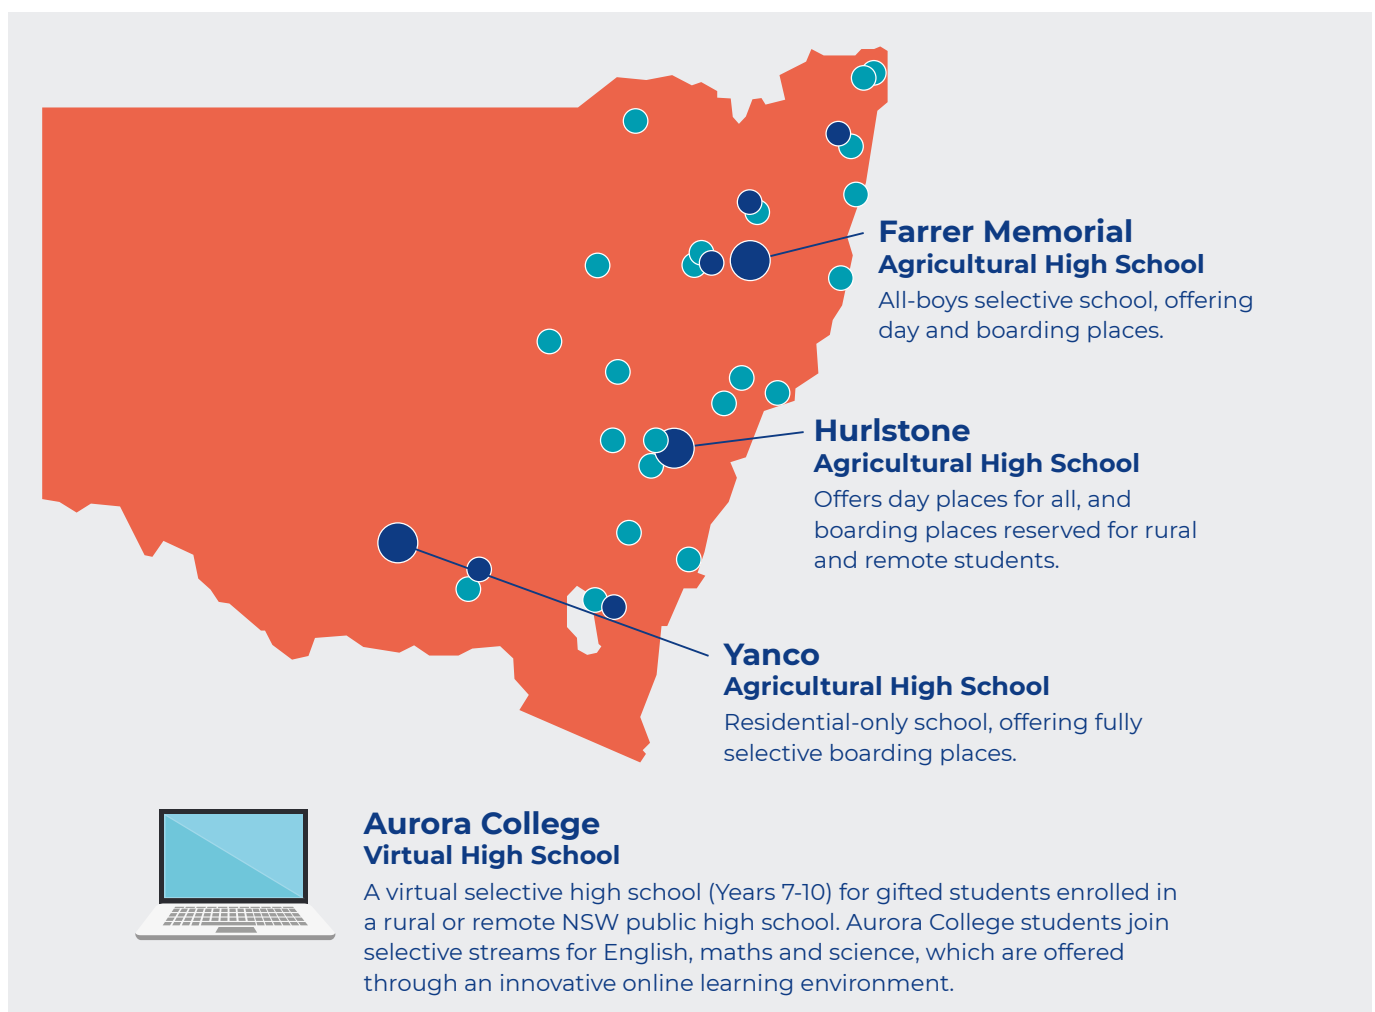 Farrer Memorial
Agricultural High School
All-boys selective school, offering
day and boarding places.
Hurlstone
Agricultural High School
Offers day places for all, and
boarding places reserved for rural
and remote students.
Yanco
Agricultural High School
Residential-only school, offering fully
selective boarding places.
Aurora College
Virtual High School
A virtual selective high school (Years 7-10) for gifted students enrolled in
a rural or remote NSW public high school. Aurora College students join
selective streams for English, maths and science, which are offered
through an innovative online learning environment.